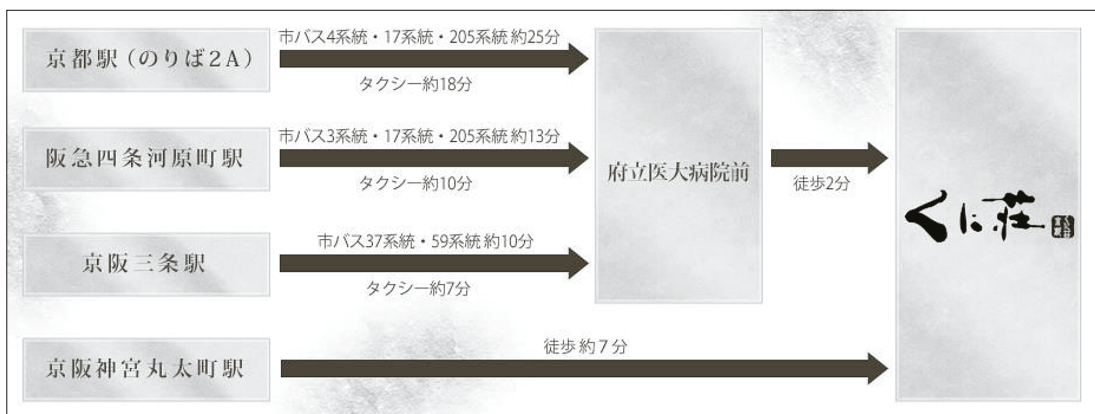 京都駅（のりば2A）
市バス4系統・17系統・205系統 約25分
タクシー約18分
阪急四条河原町駅
市バス3系統・17系統・205系統 約13分
タクシー約10分
京阪三条駅
市バス37系統・59系統 約10分
タクシー約7分
府立医大病院前
徒歩2分
京阪神宮丸太町駅
徒歩 約 7 分
くに荘